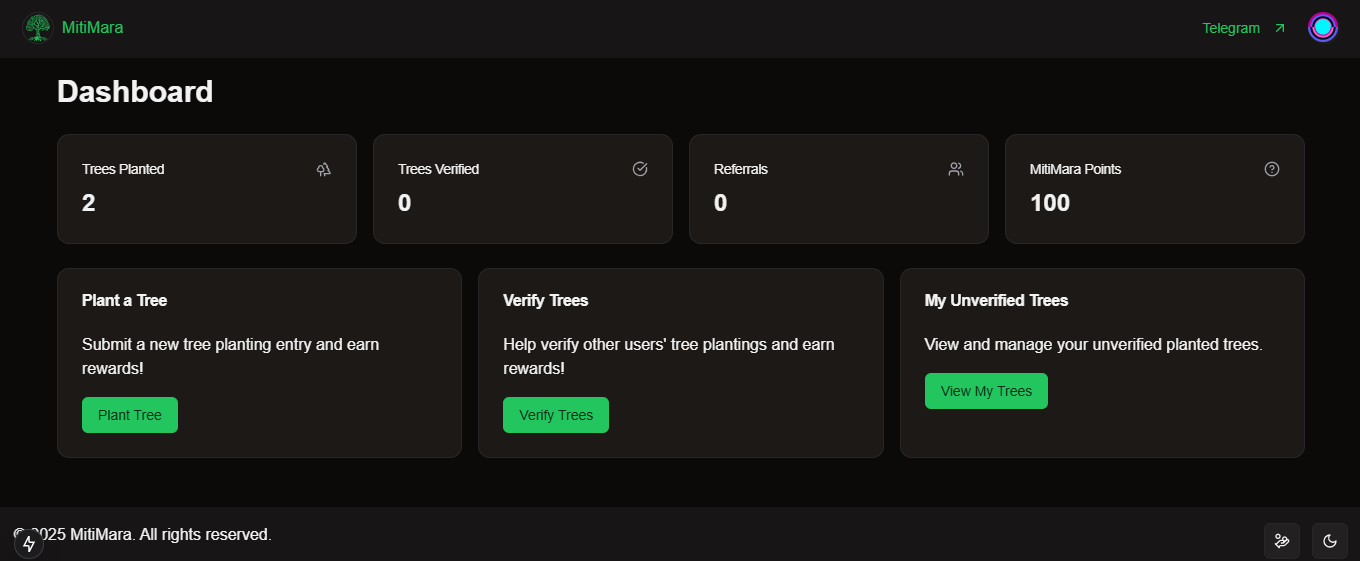 MitiMara
Telegram
Dashboard
Trees Planted
2
Trees Verified
0
Referrals
0
MitiMara Points
100
Plant a Tree
Submit a new tree planting entry and earn
rewards!
Plant Tree
Verify Trees
Help verify other users' tree plantings and earn
rewards!
Verify Trees
My Unverified Trees
View and manage your unverified planted trees.
View My Trees
© 2025 MitiMara. All rights reserved.